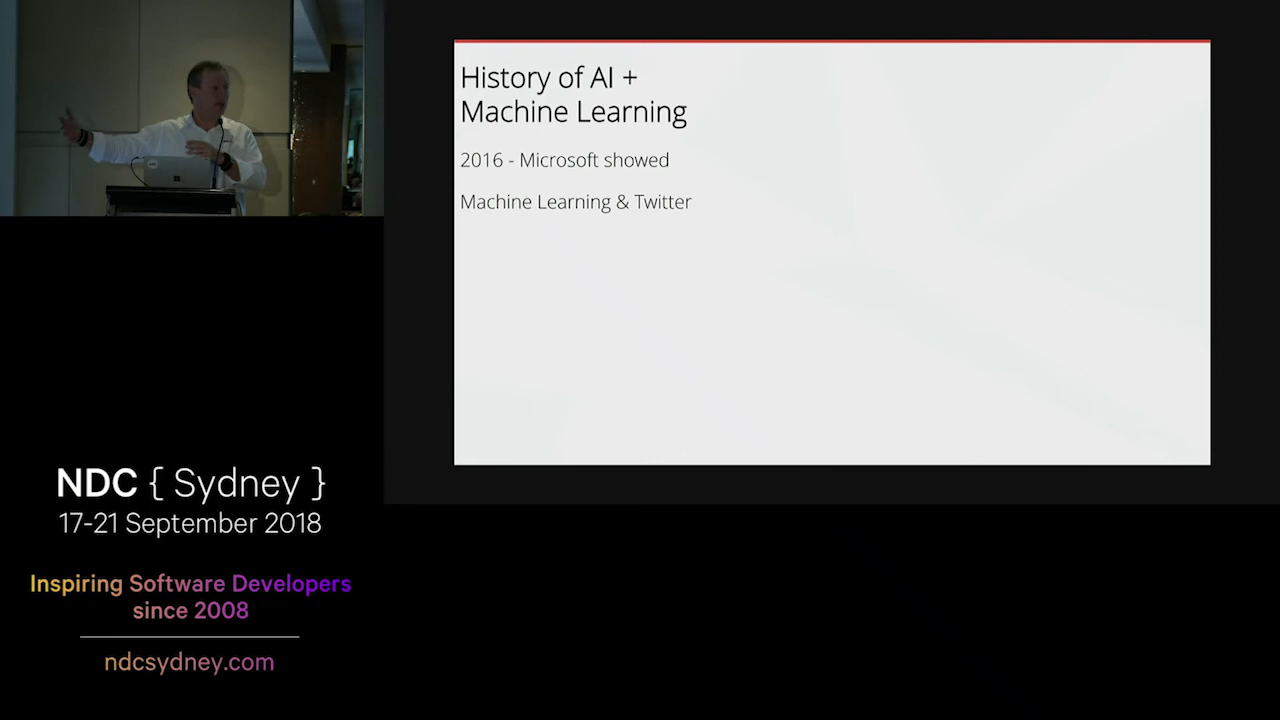 History of AI +
Machine Learning
2016 - Microsoft showed
Machine Learning & Twitter
NDC { Sydney }
17-21 September 2018
Inspiring Software Developers
since 2008
ndcsydney.com